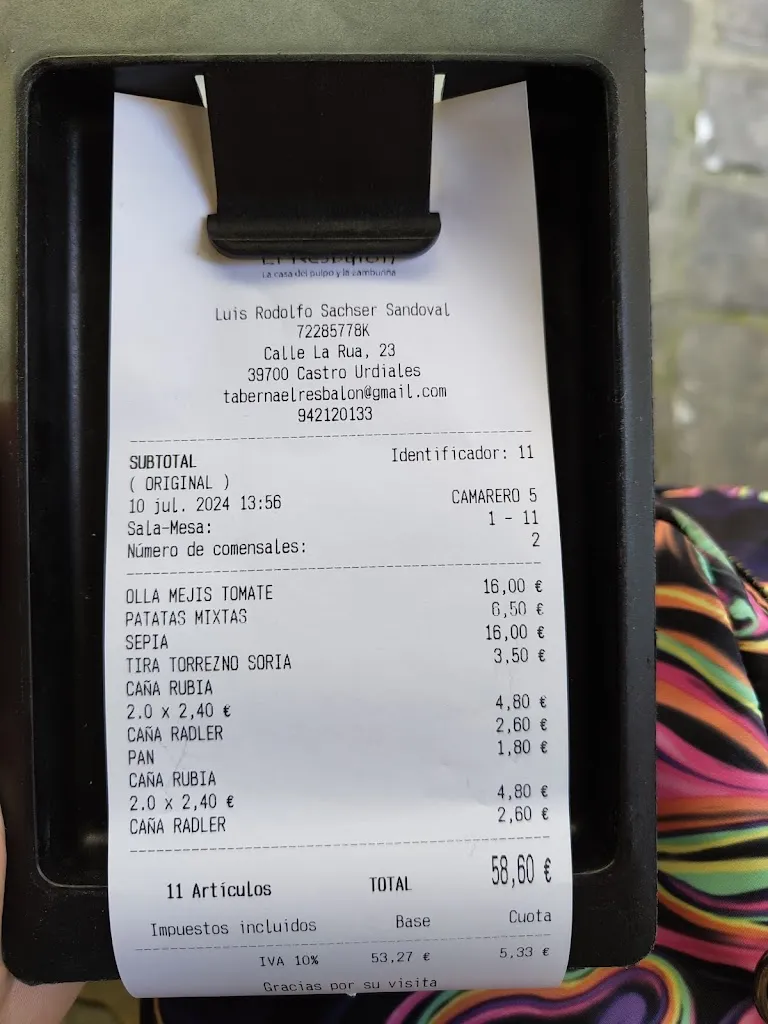 El Resbalón
La casa del pulpo y la zamburiña
Luis Rodolfo Sachser Sandoval
72285778K
Calle La Rua, 23
39700 Castro Urdiales
tabernaelresbalon@gmail.com
942120133
SUBTOTAL Identificador: 11
( ORIGINAL )
10 jul. 2024 13:56 CAMARERO 5
Sala-Mesa: 1 - 11
Número de comensales: 2
OLLA MEJIS TOMATE 16,00 €
PATATAS MIXTAS 6,50 €
SEPIA 16,00 €
TIRA TORREZNO SORIA 3,50 €
CAÑA RUBIA
2.0 x 2,40 € 4,80 €
CAÑA RADLER 2,60 €
PAN 1,80 €
CAÑA RUBIA
2.0 x 2,40 € 4,80 €
CAÑA RADLER 2,60 €
11 Artículos TOTAL 58,60 €
Impuestos incluidos Base Cuota
IVA 10% 53,27 € 5,33 €
Gracias por su visita